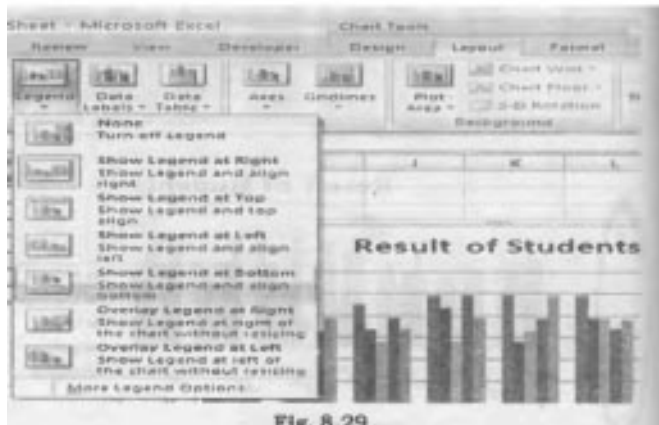 Sheet - Microsoft Excel
Chart Tools
Review View Developer Design Layout Format
Legend
Data Labels
Data Table
Axes
Gridlines
Plot Area
Chart Wall
Chart Floor
3-D Rotation
Background
None
Turn off Legend
Show Legend at Right
Show Legend and align
right
Show Legend at Top
Show Legend and top
align
Show Legend at Left
Show Legend and align
left
Show Legend at Bottom
Show Legend and align
bottom
Overlay Legend at Right
Show Legend at right of
the chart without resizing
Overlay Legend at Left
Show Legend at left of
the chart without resizing
More Legend Options...
J K L
Result of Students
Fig. 8.29